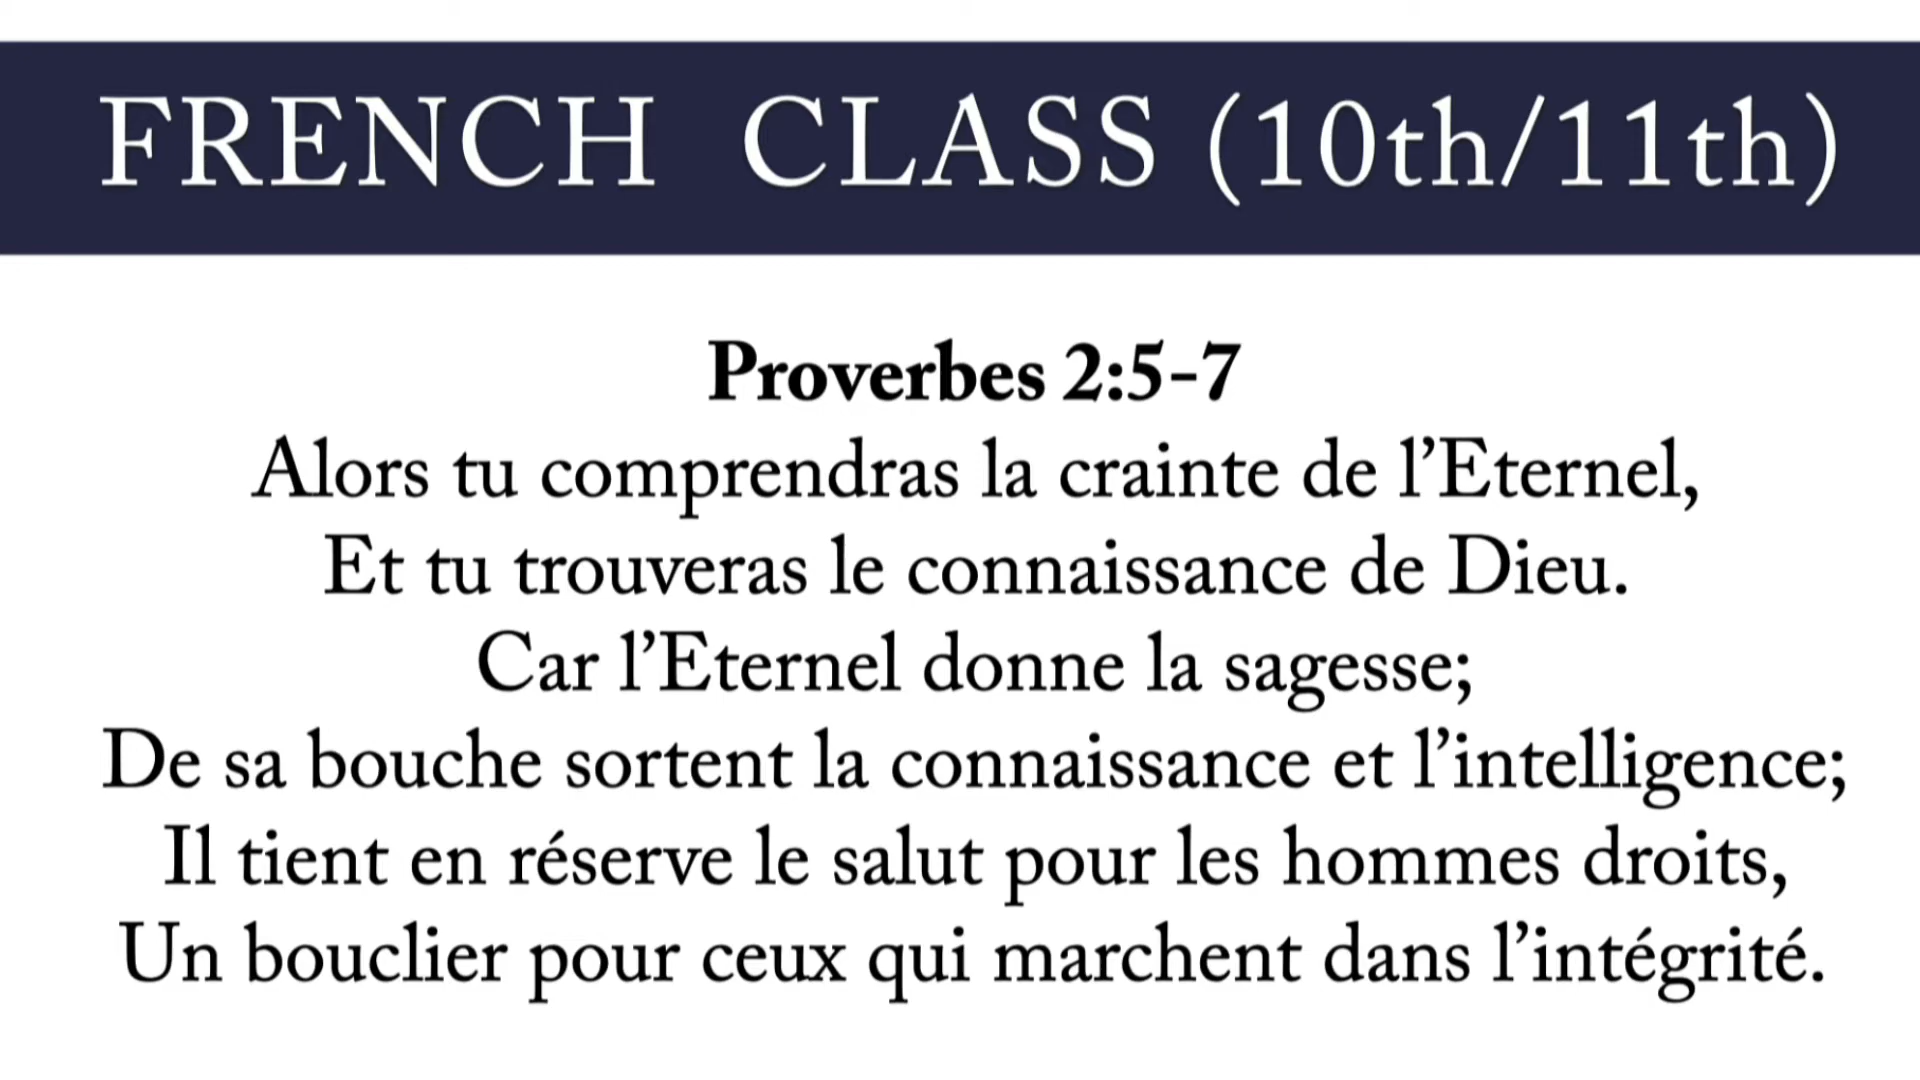 FRENCH CLASS (10th/11th)
Proverbes 2:5-7
Alors tu comprendras la crainte de l’Eternel,
Et tu trouveras le connaissance de Dieu.
Car l’Eternel donne la sagesse;
De sa bouche sortent la connaissance et l’intelligence;
Il tient en réserve le salut pour les hommes droits,
Un bouclier pour ceux qui marchent dans l’intégrité.